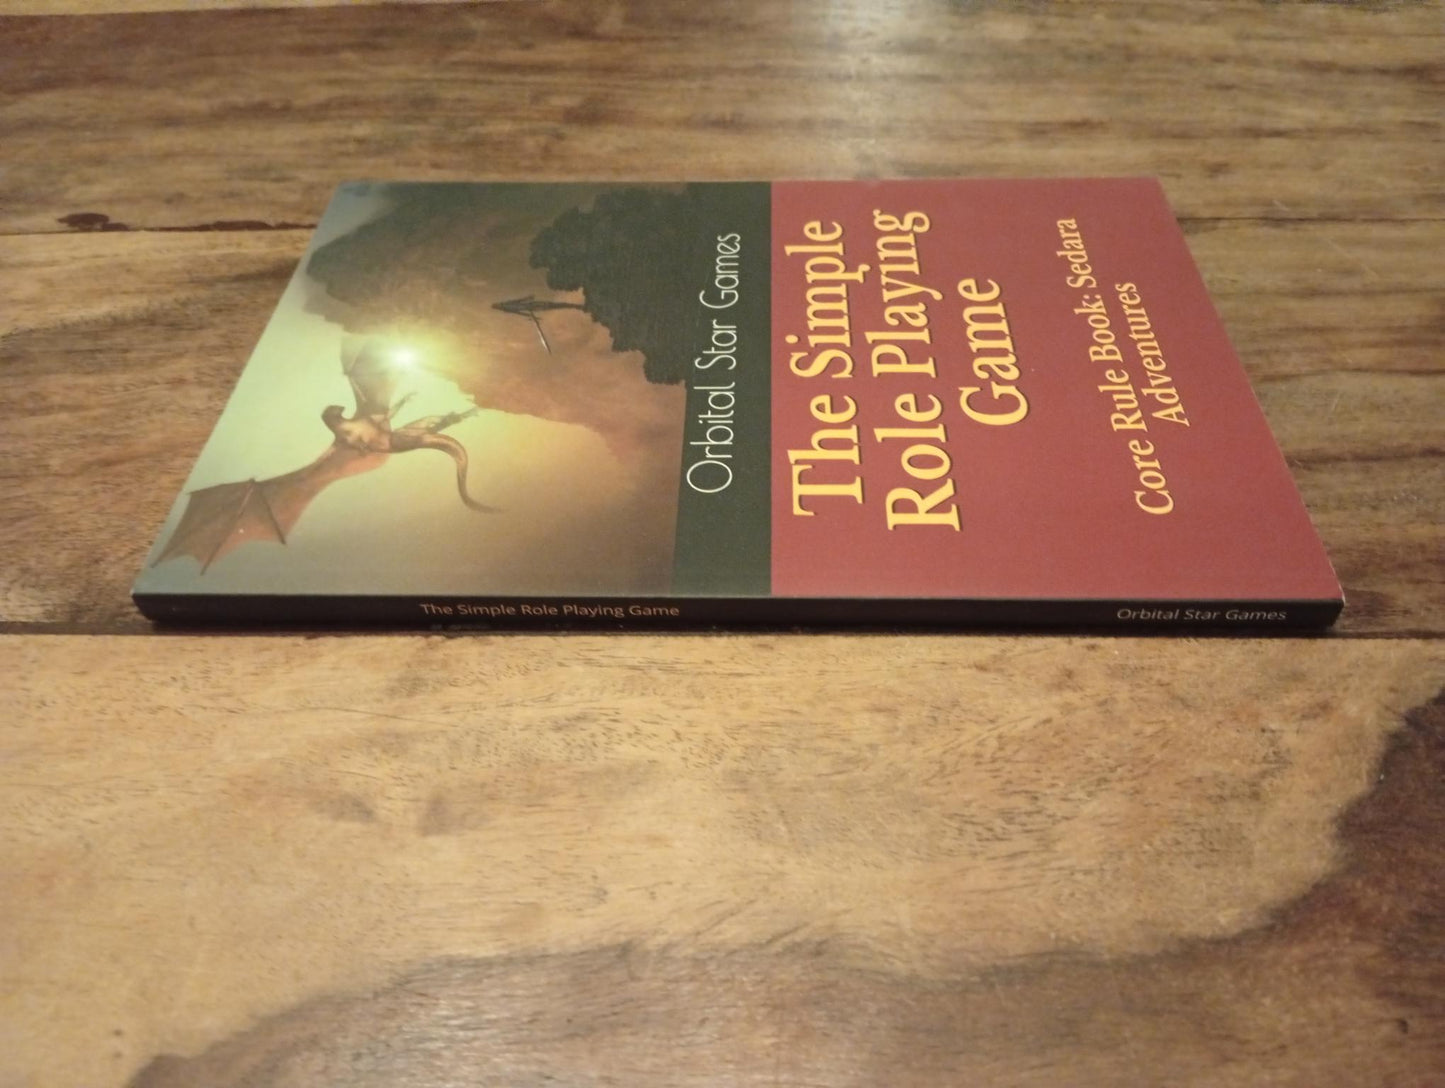 Orbital Star Games
The Simple
Role Playing
Game
Core Rule Book: Sedara
Adventures
The Simple Role Playing Game
Orbital Star Games